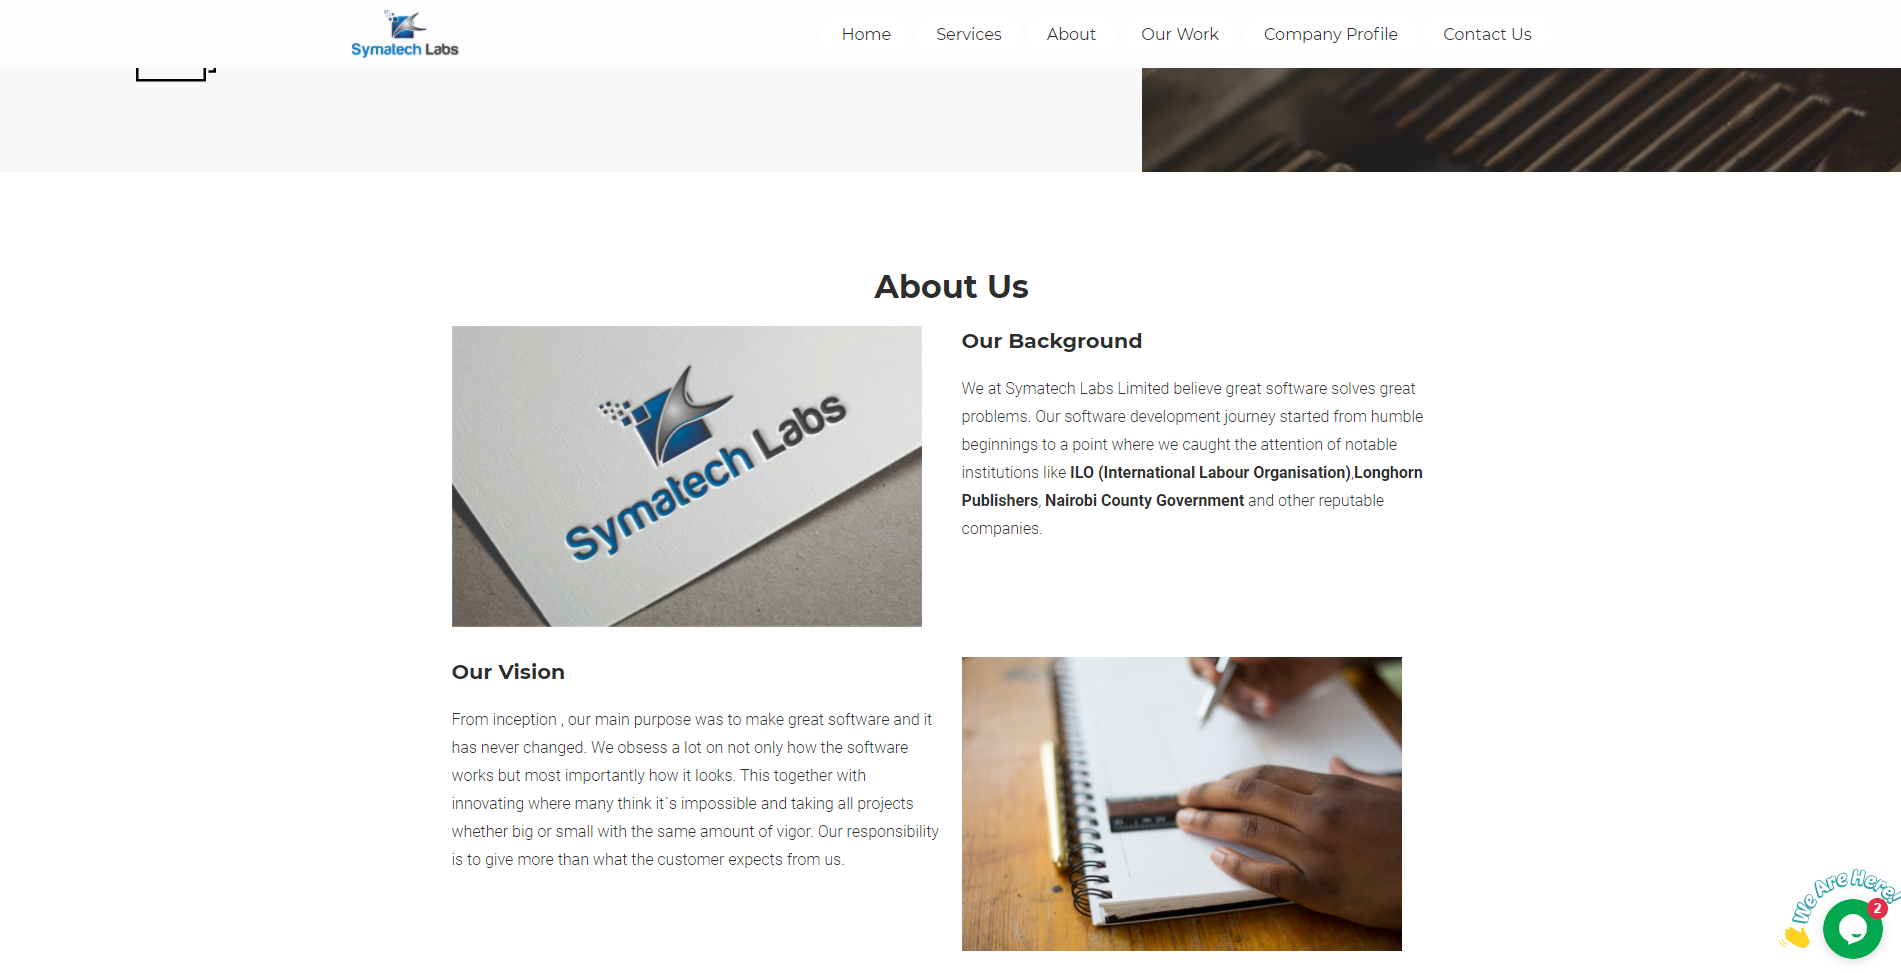 Symatech Labs
Home Services About Our Work Company Profile Contact Us
About Us
Symatech Labs
Our Background
We at Symatech Labs Limited believe great software solves great
problems. Our software development journey started from humble
beginnings to a point where we caught the attention of notable
institutions like ILO (International Labour Organisation),Longhorn
Publishers, Nairobi County Government and other reputable
companies.
Our Vision
From inception , our main purpose was to make great software and it
has never changed. We obsess a lot on not only how the software
works but most importantly how it looks. This together with
innovating where many think it`s impossible and taking all projects
whether big or small with the same amount of vigor. Our responsibility
is to give more than what the customer expects from us.
We Are Here!
2